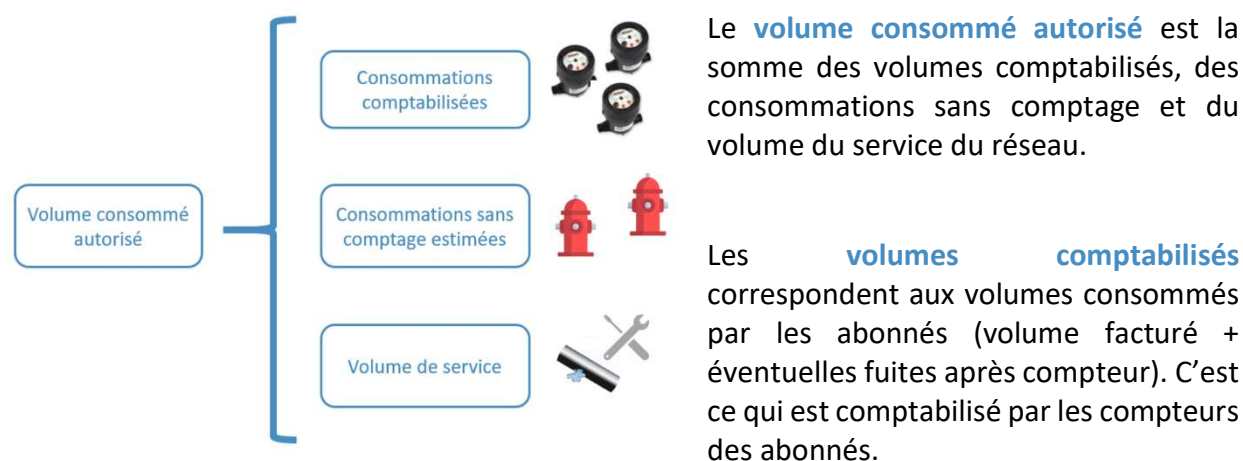 Volume consommé
autorisé
Consommations
comptabilisées
Consommations sans
comptage estimées
Volume de service
Le volume consommé autorisé est la
somme des volumes comptabilisés, des
consommations sans comptage et du
volume du service du réseau.
Les volumes comptabilisés
correspondent aux volumes consommés
par les abonnés (volume facturé +
éventuelles fuites après compteur). C’est
ce qui est comptabilisé par les compteurs
des abonnés.